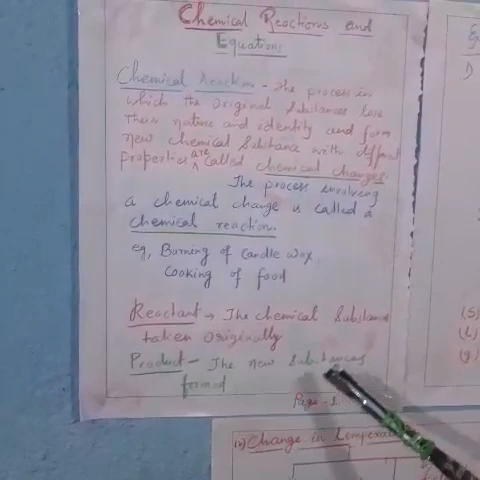 Chemical Reactions and
Equations
Chemical Reaction - The process in
which the original Substances lose
their nature and identity and form
new chemical Substance with different
properties are called chemical changes.
The process involving
a chemical change is called a
chemical reaction.
eg, Burning of Candle wax,
Cooking of food
Reactant → The chemical Substance
taken originally
Product - The new Substances
formed
Page - 1
iv) Change in temperature
1)
(s)
(l)
(g)